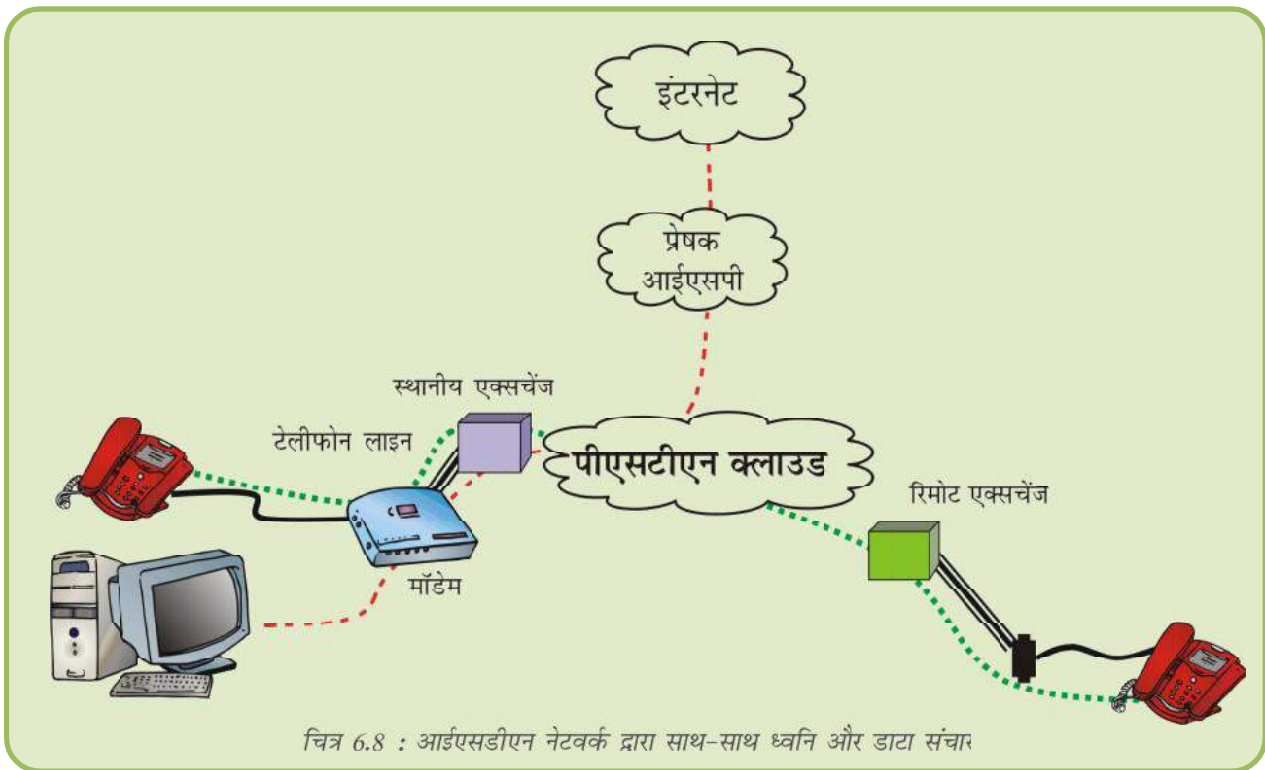 इंटरनेट
प्रेषक
आईएसपी
स्थानीय एक्सचेंज
टेलीफोन लाइन
पीएसटीएन क्लाउड
रिमोट एक्सचेंज
मॉडेम
चित्र 6.8 : आईएसडीएन नेटवर्क द्वारा साथ-साथ ध्वनि और डाटा संचार